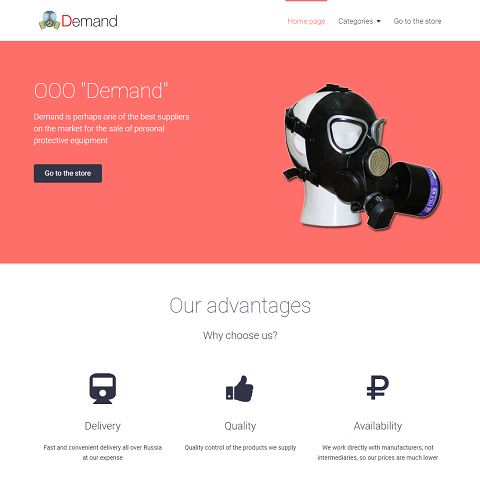 Demand
Home page
Categories
Go to the store
OOO "Demand"
Demand is perhaps one of the best suppliers
on the market for the sale of personal
protective equipment
Go to the store
Our advantages
Why choose us?
Delivery
Quality
Availability
Fast and convenient delivery all over Russia
at our expense
Quality control of the products we supply
We work directly with manufacturers, not
intermediaries, so our prices are much lower